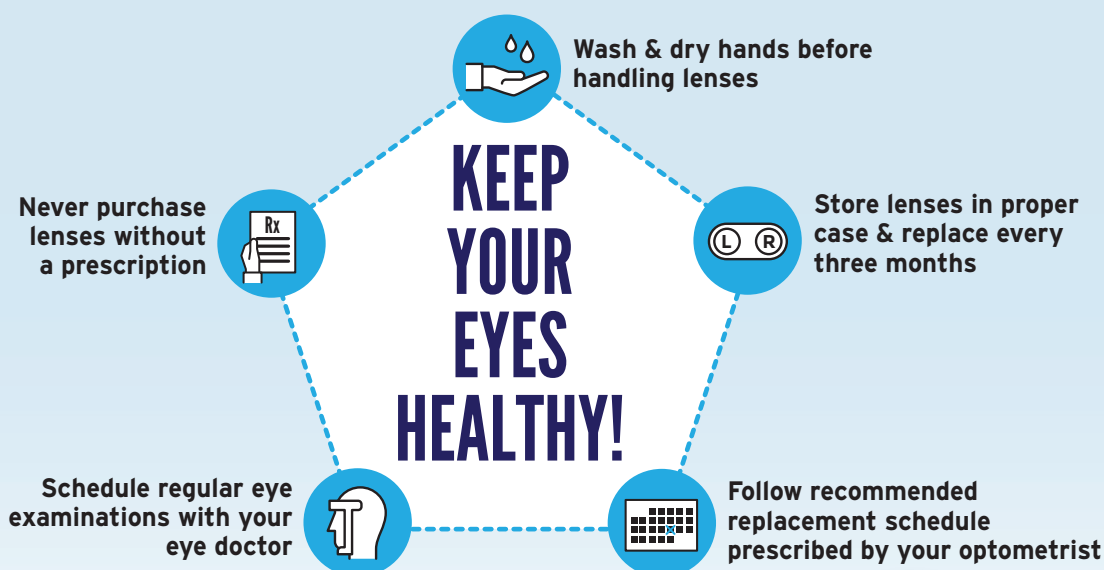 Wash & dry hands before
handling lenses
KEEP
YOUR
EYES
HEALTHY!
Never purchase
lenses without
a prescription
Rx
L R
Store lenses in proper
case & replace every
three months
Schedule regular eye
examinations with your
eye doctor
Follow recommended
replacement schedule
prescribed by your optometrist